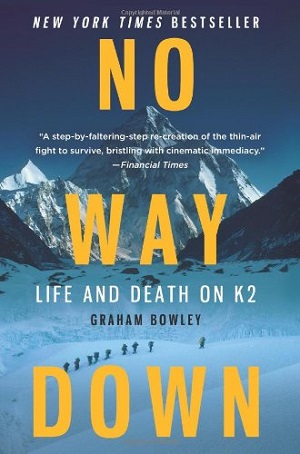 NEW YORK TIMES BESTSELLER
NO
"A step-by-faltering-step re-creation of the thin-air
fight to survive, bristling with cinematic immediacy."
—Financial Times
WAY
LIFE AND DEATH ON K2
GRAHAM BOWLEY
DOWN